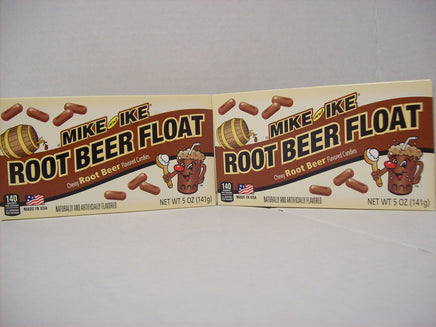 MIKE AND IKE
ROOT BEER FLOAT
Chewy Root Beer Flavored Candies
140
MADE IN USA
NATURALLY AND ARTIFICIALLY FLAVORED
NET WT 5 OZ (141g)
MIKE AND IKE
ROOT BEER FLOAT
Chewy Root Beer Flavored Candies
140
MADE IN USA
NATURALLY AND ARTIFICIALLY FLAVORED
NET WT 5 OZ (141g)